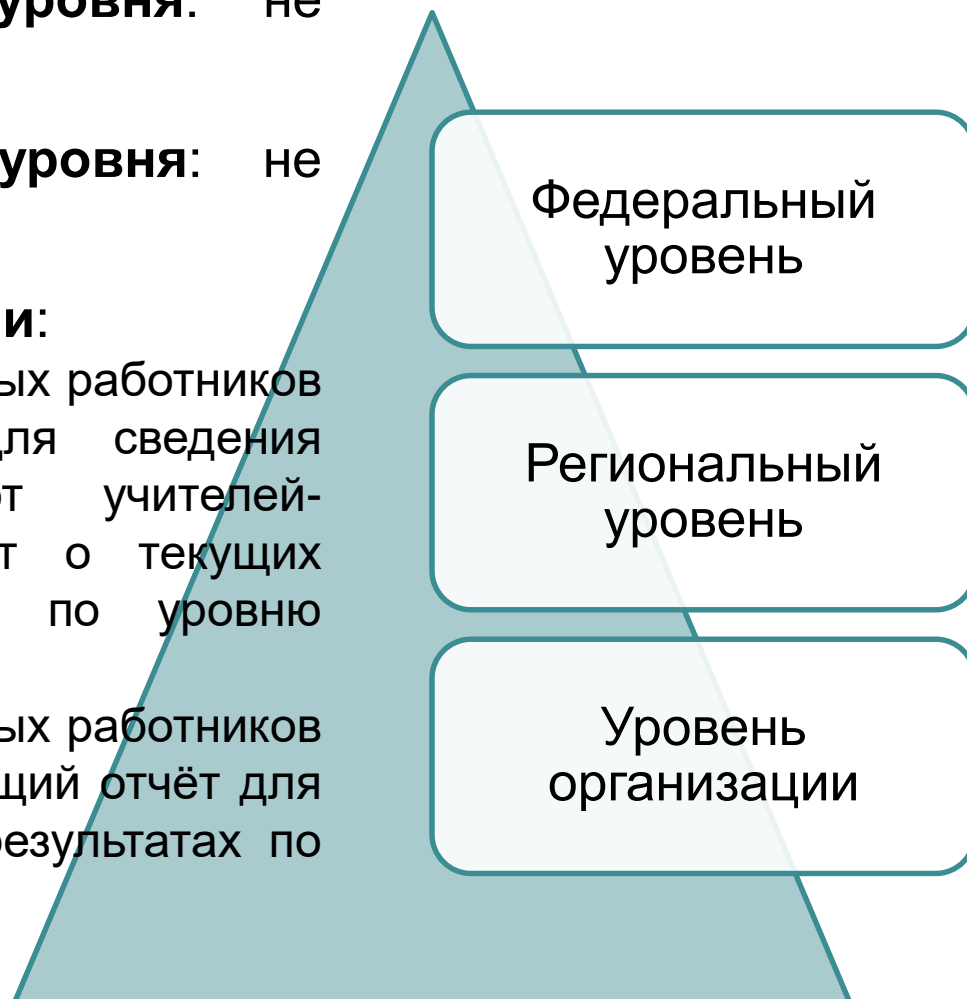 уровня: не
уровня: не
и:
ых работников
для сведения
от учителей-
т о текущих
по уровню
ых работников
щий отчёт для
результатах по
Федеральный
уровень
Региональный
уровень
Уровень
организации